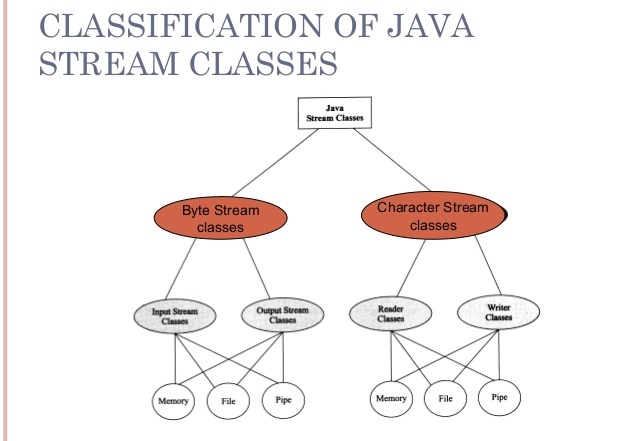 CLASSIFICATION OF JAVA
STREAM CLASSES
Java
Stream Classes
Byte Stream
classes
Character Stream
classes
Input Stream
Classes
Output Stream
Classes
Reader
Classes
Writer
Classes
Memory
File
Pipe
Memory
File
Pipe